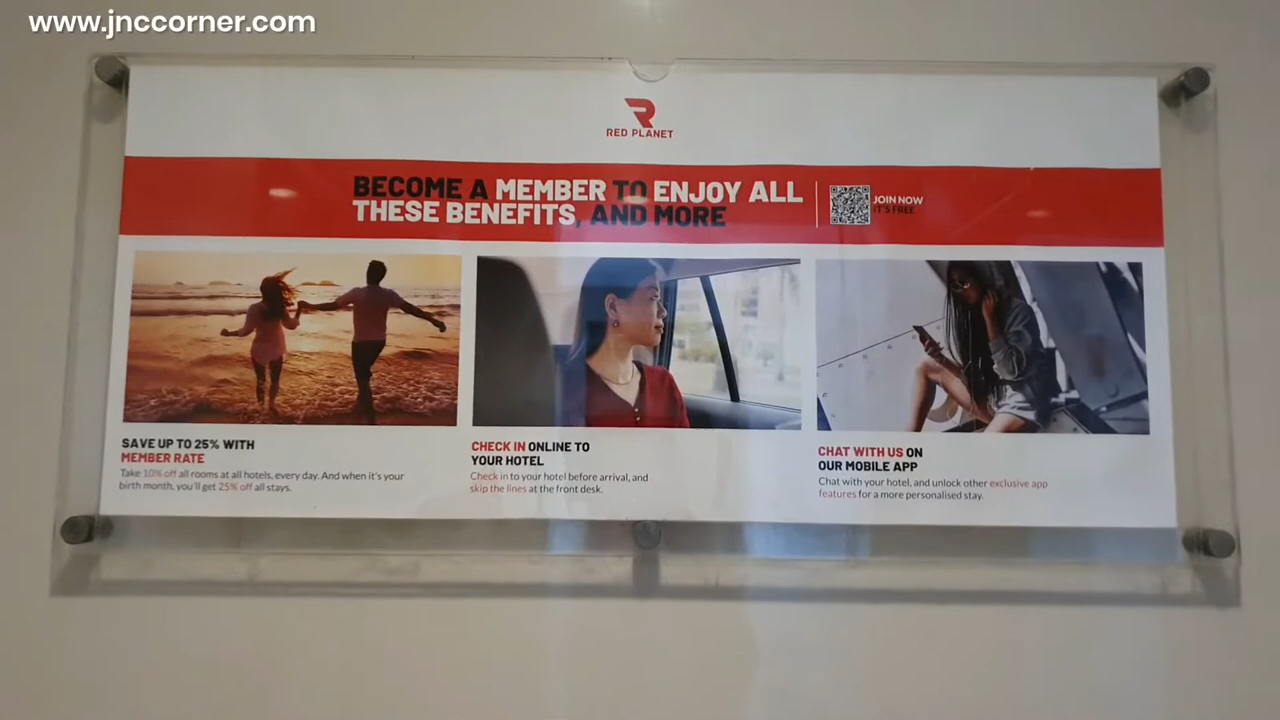 www.jnccorner.com
RED PLANET
BECOME A MEMBER TO ENJOY ALL
THESE BENEFITS, AND MORE
JOIN NOW
IT'S FREE
SAVE UP TO 25% WITH
MEMBER RATE
Take 10% off all rooms at all hotels, every day. And when it's your
birth month, you'll get 25% off all stays.
CHECK IN ONLINE TO
YOUR HOTEL
Check in to your hotel before arrival, and
skip the lines at the front desk.
CHAT WITH US ON
OUR MOBILE APP
Chat with your hotel, and unlock other exclusive app
features for a more personalised stay.